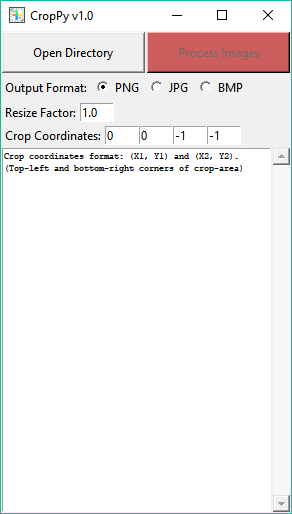 CropPy v1.0
Open Directory
Process Images
Output Format: PNG JPG BMP
Resize Factor: 1.0
Crop Coordinates: 0 0 -1 -1
Crop coordinates format: (X1, Y1) and (X2, Y2).
(Top-left and bottom-right corners of crop-area)